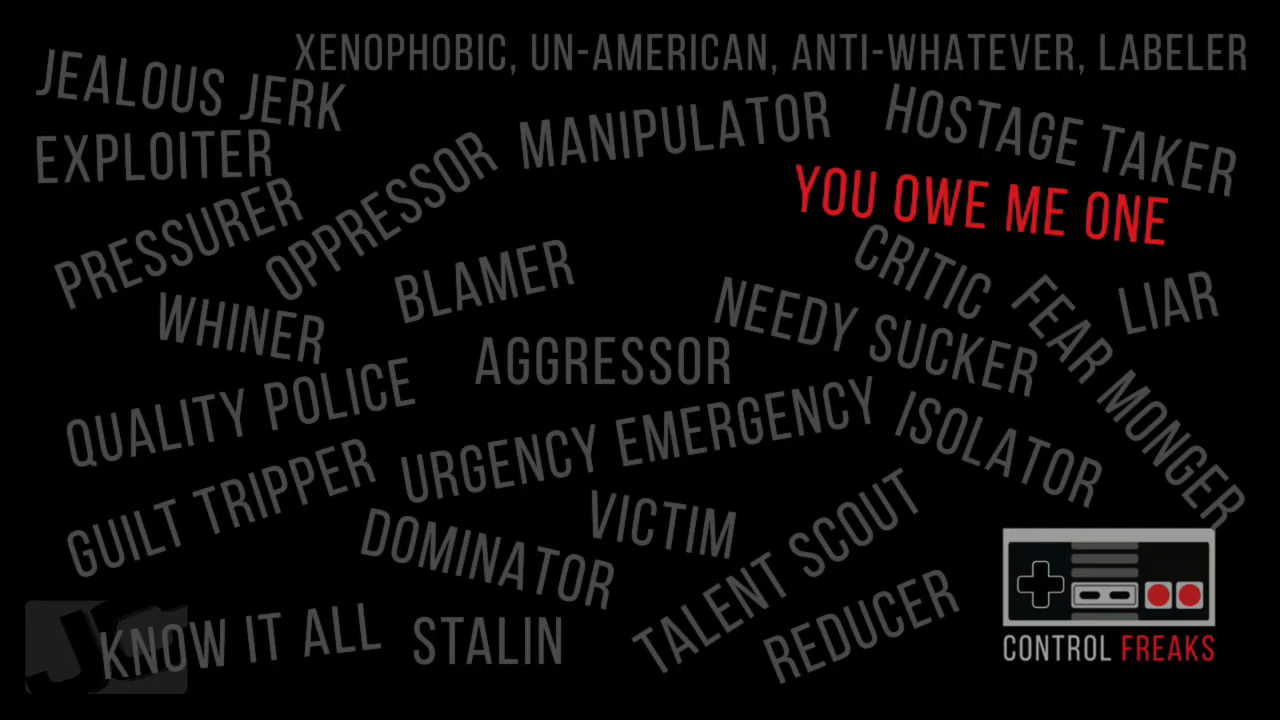 XENOPHOBIC, UN-AMERICAN, ANTI-WHATEVER, LABELER
JEALOUS JERK
HOSTAGE TAKER
MANIPULATOR
EXPLOITER
OPPRESSOR
YOU OWE ME ONE
PRESSURER
CRITIC
BLAMER
LIAR
WHINER
NEEDY SUCKER
FEAR MONGER
AGGRESSOR
QUALITY POLICE
URGENCY EMERGENCY
ISOLATOR
GUILT TRIPPER
VICTIM
DOMINATOR
TALENT SCOUT
REDUCER
KNOW IT ALL
STALIN
CONTROL FREAKS